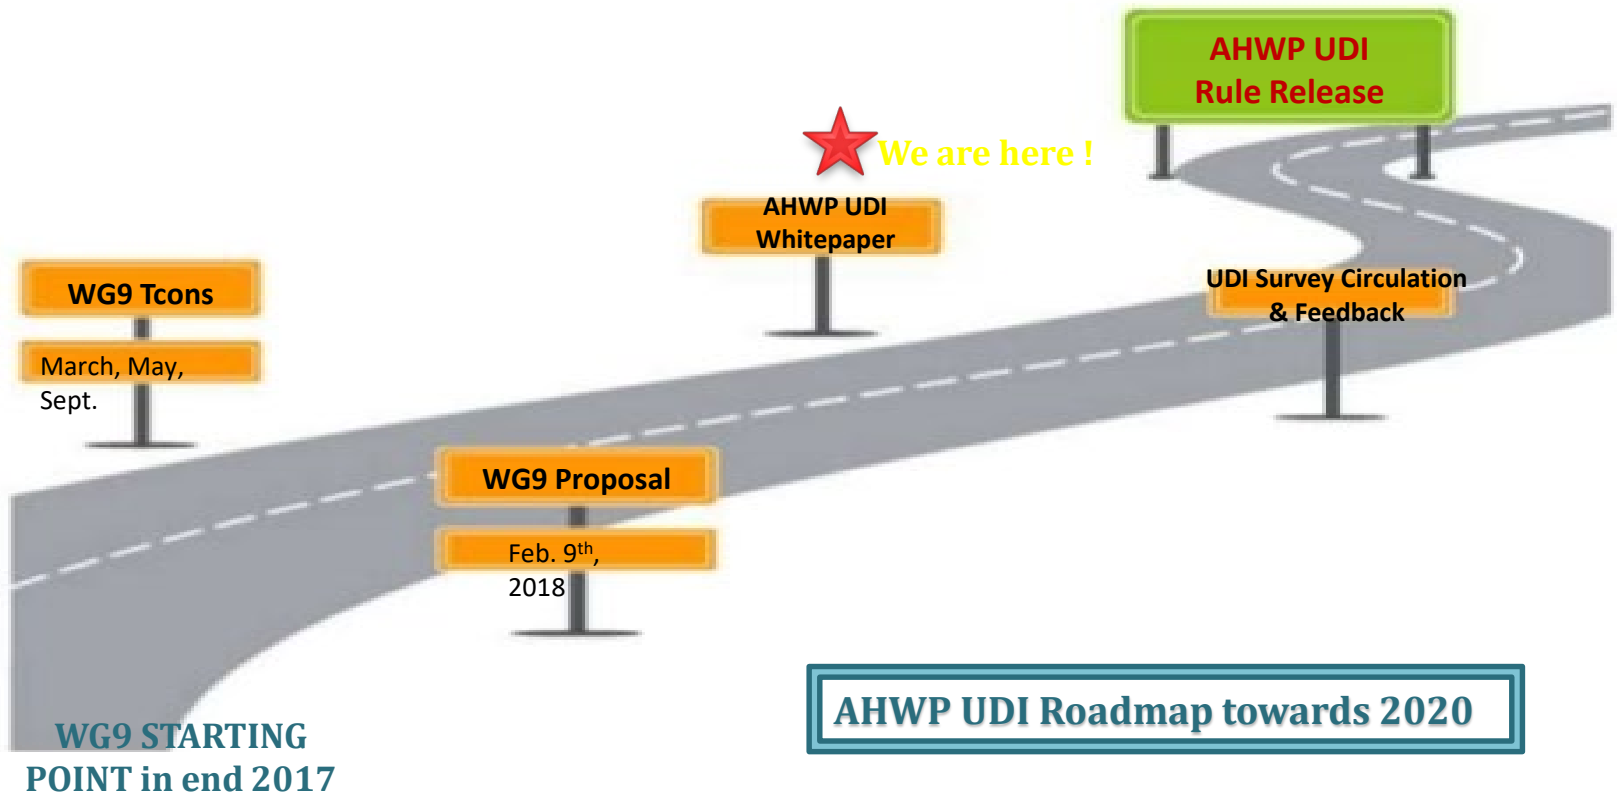 AHWP UDI
Rule Release
We are here !
AHWP UDI
Whitepaper
WG9 Tcons
March, May,
Sept.
UDI Survey Circulation
& Feedback
WG9 Proposal
Feb. 9th,
2018
AHWP UDI Roadmap towards 2020
WG9 STARTING
POINT in end 2017